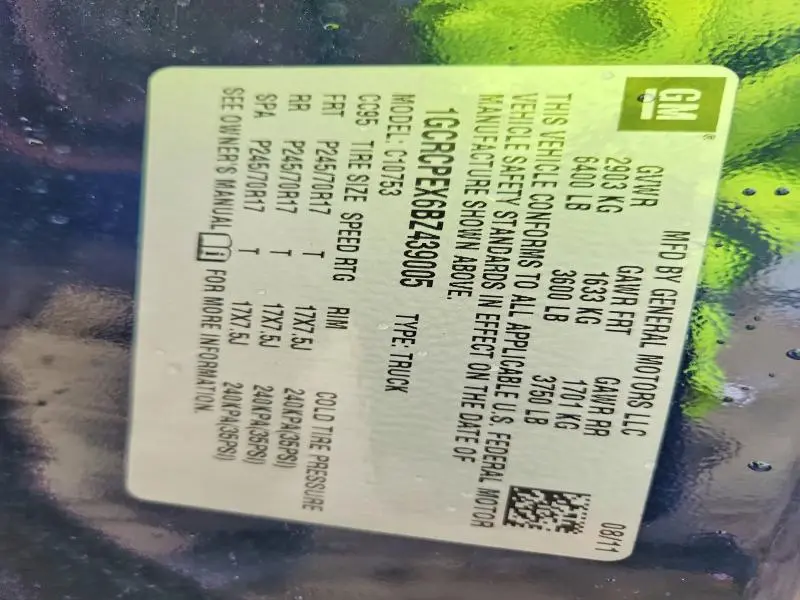 GM®
MFD BY GENERAL MOTORS LLC 08/11
GVWR GAWR FRT GAWR RR
2903 KG 1633 KG 1701 KG
6400 LB 3600 LB 3750 LB
THIS VEHICLE CONFORMS TO ALL APPLICABLE U.S. FEDERAL MOTOR
VEHICLE SAFETY STANDARDS IN EFFECT ON THE DATE OF
MANUFACTURE SHOWN ABOVE.
1GCRCPEX6BZ439005 TYPE: TRUCK
MODEL: C10753
CC95 TIRE SIZE SPEED RTG RIM COLD TIRE PRESSURE
FRT P245/70R17 T 17X7.5J 240KPA(35PSI)
RR P245/70R17 T 17X7.5J 240KPA(35PSI)
SPA P245/70R17 T 17X7.5J 240KPA(35PSI)
SEE OWNER'S MANUAL FOR MORE INFORMATION.